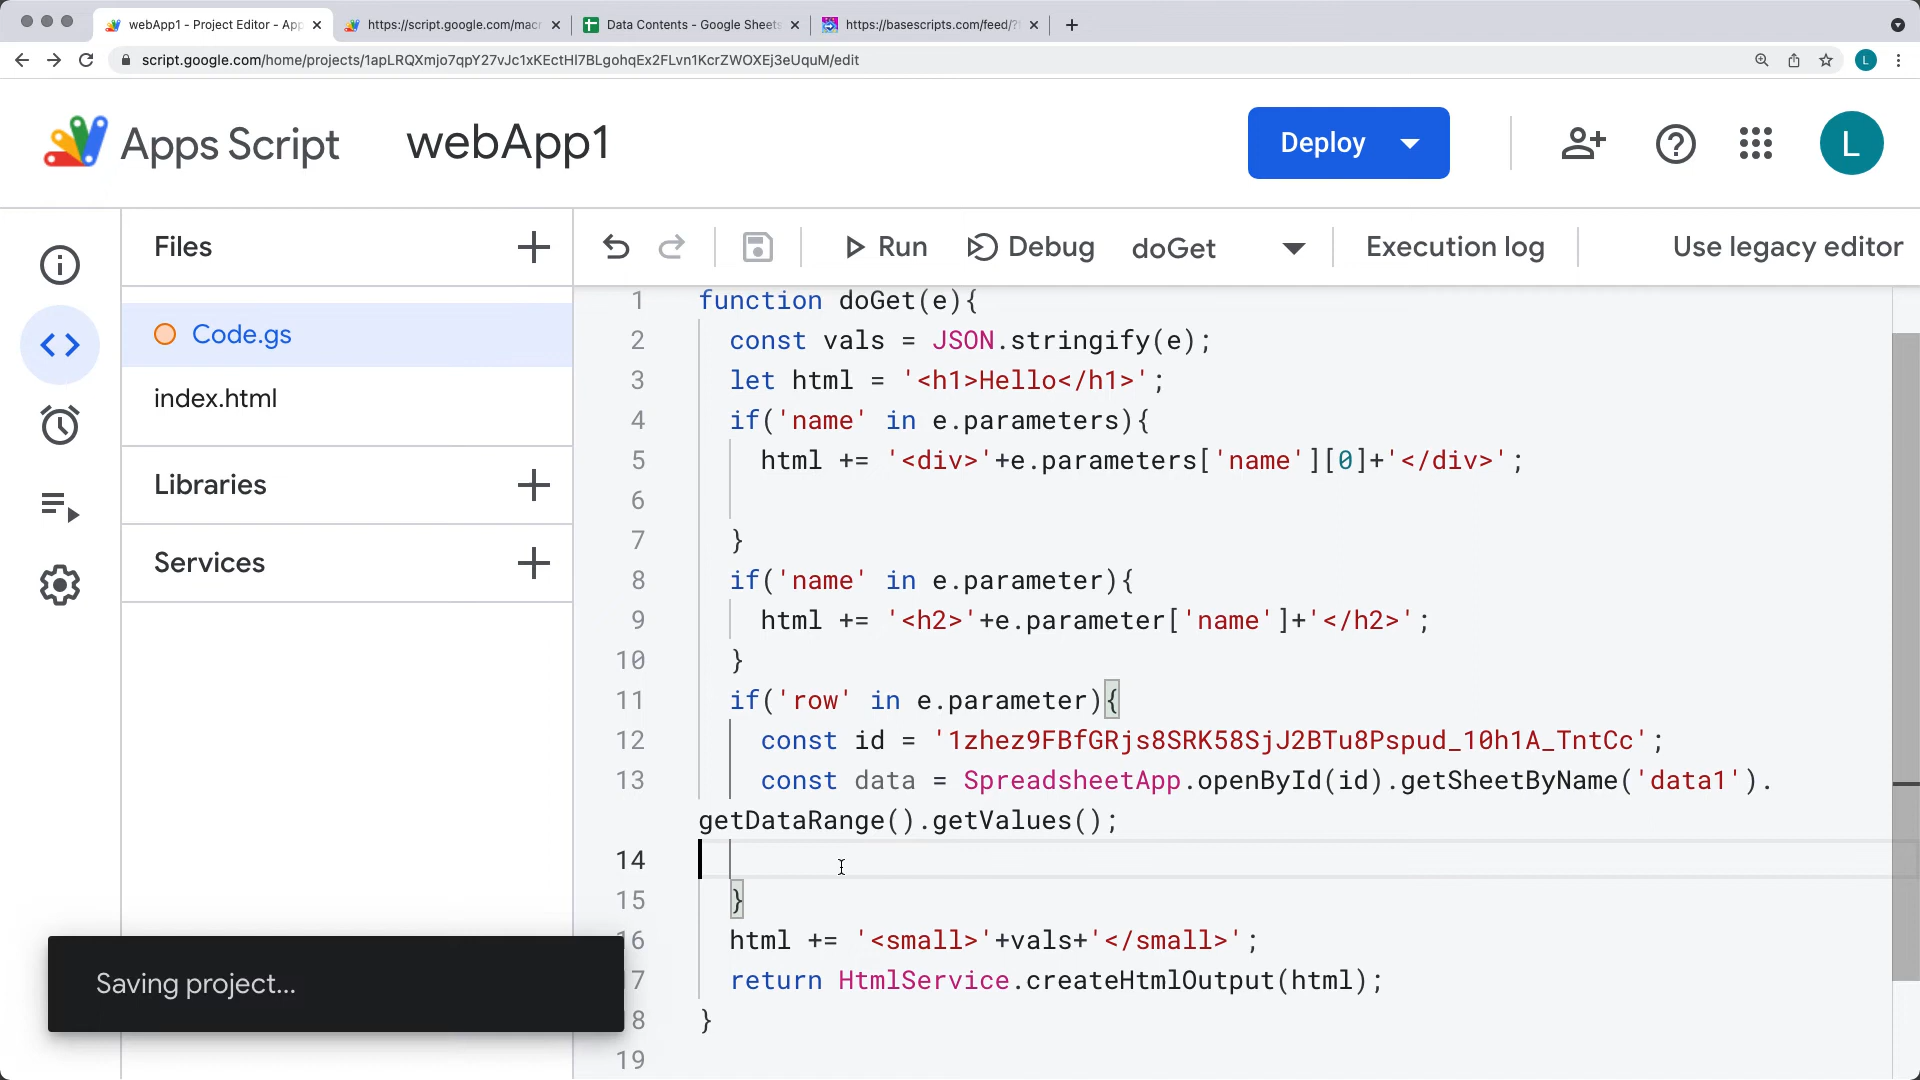 webApp1 - Project Editor - App
https://script.google.com/macr
Data Contents - Google Sheets
https://basescripts.com/feed/?
script.google.com/home/projects/1apLRQXmjo7qpY27vJc1xKEctHI7BLgohqEx2FLvn1KcrZWOXEj3eUquM/edit
L
Apps Script
webApp1
Deploy
L
Files
Run
Debug
doGet
Execution log
Use legacy editor
Code.gs
index.html
Libraries
Services
1 function doGet(e){
2 const vals = JSON.stringify(e);
3 let html = '<h1>Hello</h1>';
4 if('name' in e.parameters){
5 html += '<div>'+e.parameters['name'][0]+'</div>';
6
7 }
8 if('name' in e.parameter){
9 html += '<h2>'+e.parameter['name']+'</h2>';
10 }
11 if('row' in e.parameter){
12 const id = '1zhez9FBfGRjs8SRK58SjJ2BTu8Pspud_10h1A_TntCc';
13 const data = SpreadsheetApp.openById(id).getSheetByName('data1').
getDataRange().getValues();
14
15 }
16 html += '<small>'+vals+'</small>';
7 return HtmlService.createHtmlOutput(html);
8 }
19
Saving project...